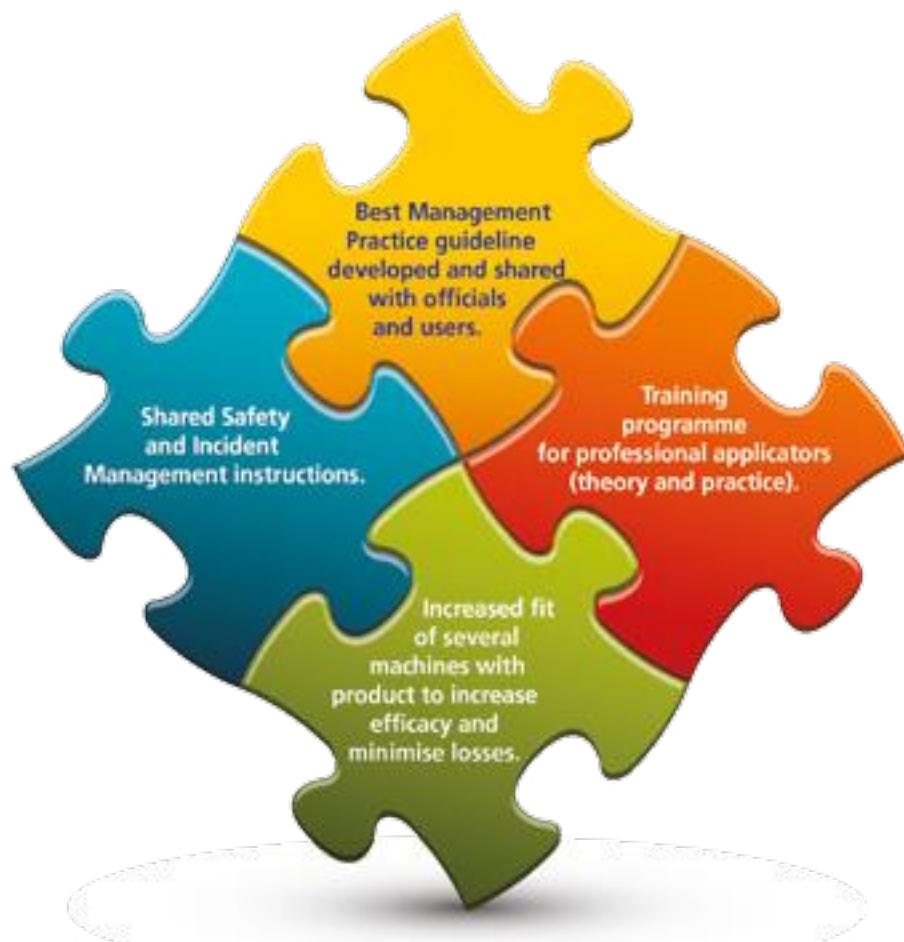 Best Management
Practice guideline
developed and shared
with officials
and users.
Shared Safety
and Incident
Management instructions.
Training
programme
for professional applicators
(theory and practice).
Increased fit
of several
machines with
product to increase
efficacy and
minimise losses.